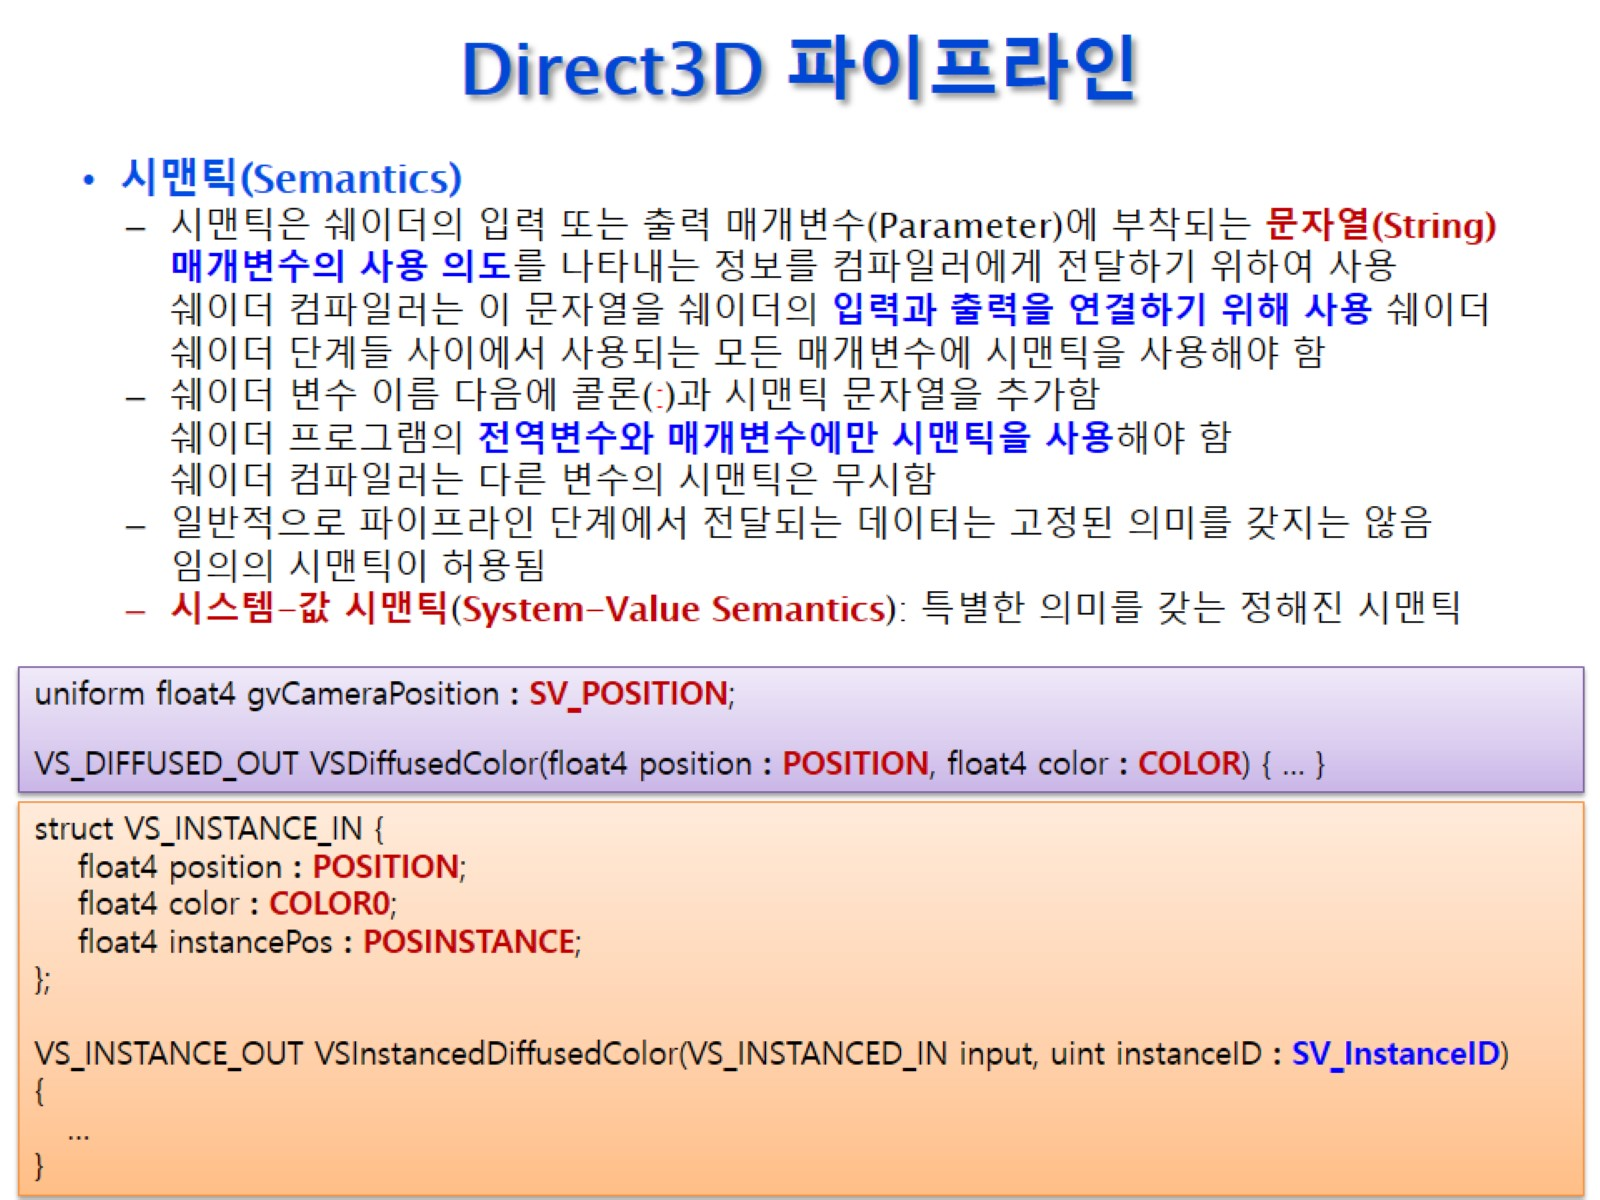 Direct3D 파이프라인
• 시맨틱(Semantics)
– 시맨틱은 쉐이더의 입력 또는 출력 매개변수(Parameter)에 부착되는 문자열(String)
매개변수의 사용 의도를 나타내는 정보를 컴파일러에게 전달하기 위하여 사용
쉐이더 컴파일러는 이 문자열을 쉐이더의 입력과 출력을 연결하기 위해 사용 쉐이더
쉐이더 단계들 사이에서 사용되는 모든 매개변수에 시맨틱을 사용해야 함
– 쉐이더 변수 이름 다음에 콜론(:)과 시맨틱 문자열을 추가함
쉐이더 프로그램의 전역변수와 매개변수에만 시맨틱을 사용해야 함
쉐이더 컴파일러는 다른 변수의 시맨틱은 무시함
– 일반적으로 파이프라인 단계에서 전달되는 데이터는 고정된 의미를 갖지는 않음
임의의 시맨틱이 허용됨
– 시스템-값 시맨틱(System-Value Semantics): 특별한 의미를 갖는 정해진 시맨틱
uniform float4 gvCameraPosition : SV_POSITION;
VS_DIFFUSED_OUT VSDiffusedColor(float4 position : POSITION, float4 color : COLOR) { ... }
struct VS_INSTANCE_IN {
float4 position : POSITION;
float4 color : COLOR0;
float4 instancePos : POSINSTANCE;
};
VS_INSTANCE_OUT VSInstancedDiffusedColor(VS_INSTANCED_IN input, uint instanceID : SV_InstanceID)
{
...
}